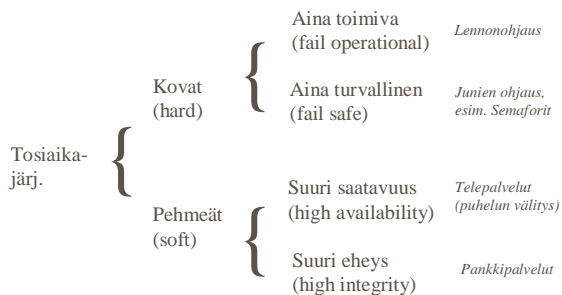 Aina toimiva
(fail operational)
Lennonohjaus
Kovat
(hard)
Aina turvallinen
(fail safe)
Junien ohjaus,
esim. Semaforit
Tosiaika-
järj.
Pehmeät
(soft)
Suuri saatavuus
(high availability)
Telepalvelut
(puhelun välitys)
Suuri eheys
(high integrity)
Pankkipalvelut